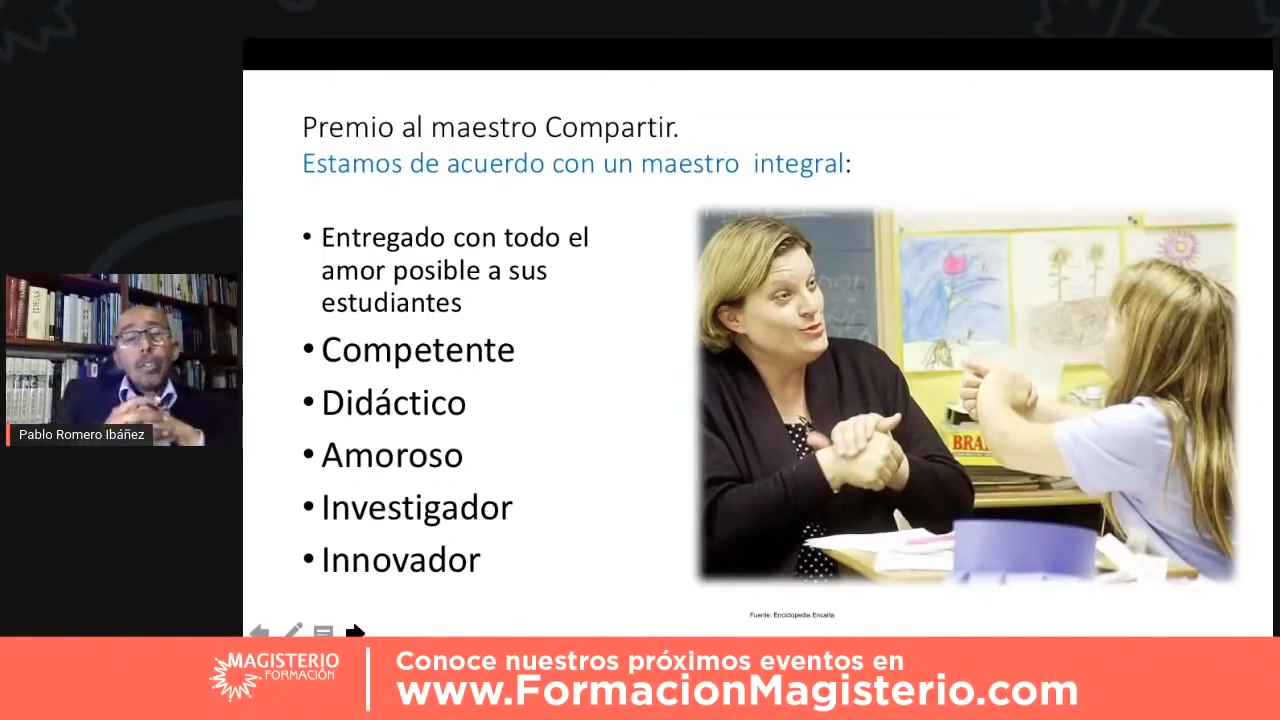 Premio al maestro Compartir.
Estamos de acuerdo con un maestro  integral:
• Entregado con todo el
amor posible a sus
estudiantes
• Competente
• Didáctico
• Amoroso
• Investigador
• Innovador
IDEAS
BRA
Fuente: Enciclopedia Encarta
Pablo Romero Ibáñez
MAGISTERIO
FORMACIÓN
Conoce nuestros próximos eventos en
www.FormacionMagisterio.com